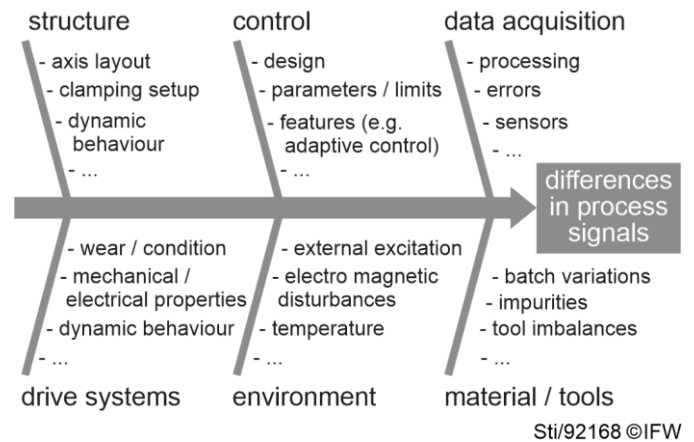 structure
- axis layout
- clamping setup
- dynamic
behaviour
- ...
control
- design
- parameters / limits
- features (e.g.
adaptive control)
- ...
data acquisition
- processing
- errors
- sensors
- ...
differences
in process
signals
- wear / condition
- mechanical /
electrical properties
- dynamic behaviour
- ...
drive systems
- external excitation
- electro magnetic
disturbances
- temperature
- ...
environment
- batch variations
- impurities
- tool imbalances
- ...
material / tools
Sti/92168 ©IFW